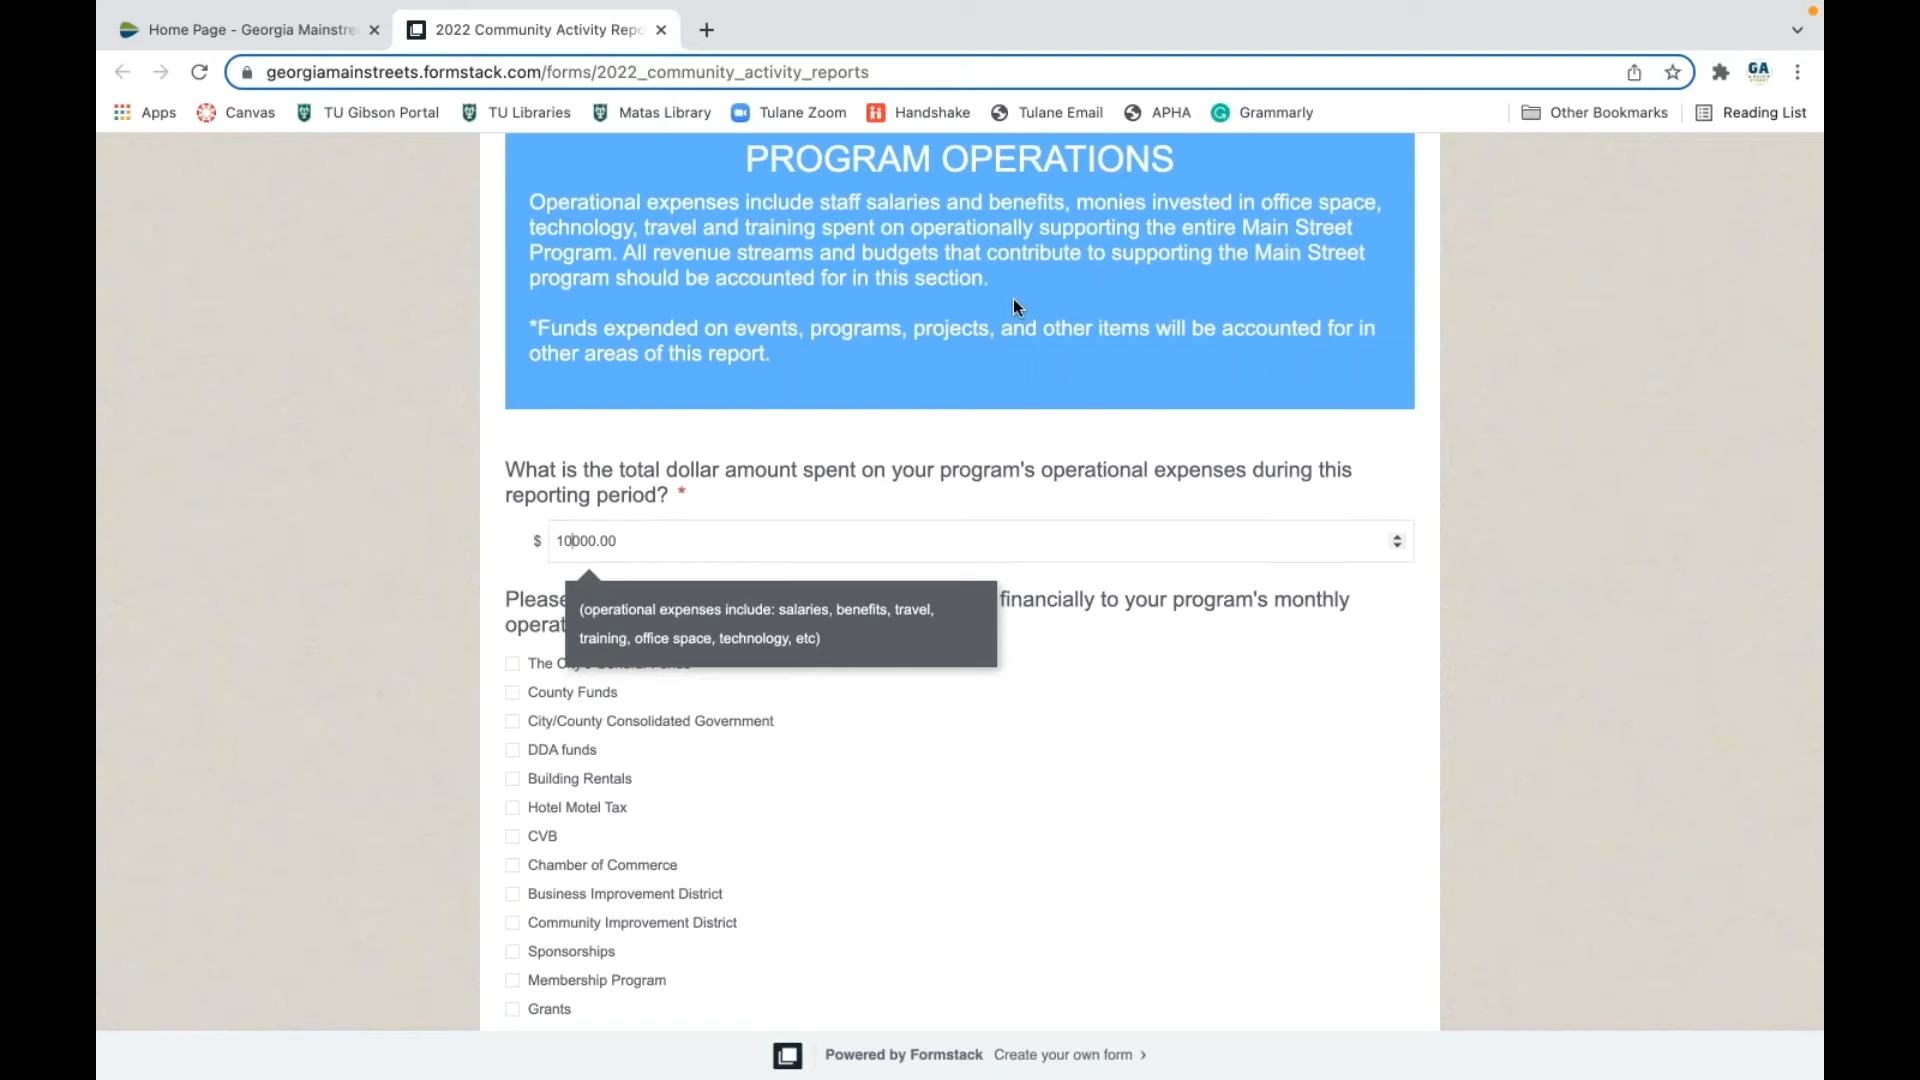 Home Page - Georgia Mainstre
2022 Community Activity Repo
georgiamainstreets.formstack.com/forms/2022_community_activity_reports
GA
Apps
Canvas
TU Gibson Portal
TU Libraries
Matas Library
Tulane Zoom
Handshake
Tulane Email
APHA
Grammarly
Other Bookmarks
Reading List
PROGRAM OPERATIONS
Operational expenses include staff salaries and benefits, monies invested in office space,
technology, travel and training spent on operationally supporting the entire Main Street
Program. All revenue streams and budgets that contribute to supporting the Main Street
program should be accounted for in this section.
*Funds expended on events, programs, projects, and other items will be accounted for in
other areas of this report.
What is the total dollar amount spent on your program's operational expenses during this
reporting period? *
$ 10000.00
Please financially to your program's monthly
operat
(operational expenses include: salaries, benefits, travel,
training, office space, technology, etc)
The
County Funds
City/County Consolidated Government
DDA funds
Building Rentals
Hotel Motel Tax
CVB
Chamber of Commerce
Business Improvement District
Community Improvement District
Sponsorships
Membership Program
Grants
Powered by Formstack Create your own form ›